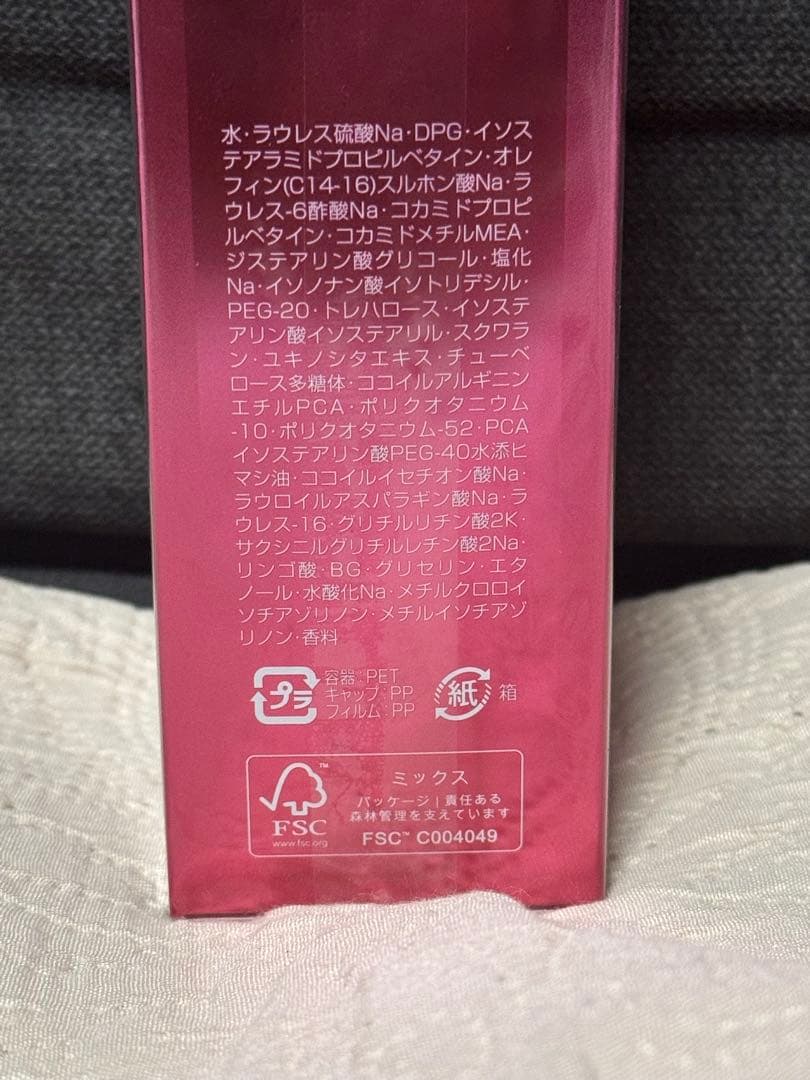 水・ラウレス硫酸Na・DPG・イソス
テアラミドプロピルベタイン・オレ
フィン(C14-16)スルホン酸Na・ラ
ウレス-6酢酸Na・コカミドプロピ
ルベタイン・コカミドメチルMEA・
ジステアリン酸グリコール・塩化
Na・イソノナン酸イソトリデシル・
PEG-20・トレハロース・イソステ
アリン酸イソステアリル・スクワラ
ン・ユキノシタエキス・チューベ
ロース多糖体・ココイルアルギニン
エチルPCA・ポリクオタニウム
-10・ポリクオタニウム-52・PCA
イソステアリン酸PEG-40水添ヒ
マシ油・ココイルイセチオン酸Na・
ラウロイルアスパラギン酸Na・ラ
ウレス-16・グリチルリチン酸2K・
サクシニルグリチルレチン酸2Na・
リンゴ酸・BG・グリセリン・エタ
ノール・水酸化Na・メチルクロロイ
ソチアゾリノン・メチルイソチアゾ
リノン・香料
プラ
容器:PET
キャップ:PP
フィルム:PP
紙 箱
FSC™
www.fsc.org
ミックス
パッケージ|責任ある
森林管理を支えています
FSC™ C004049